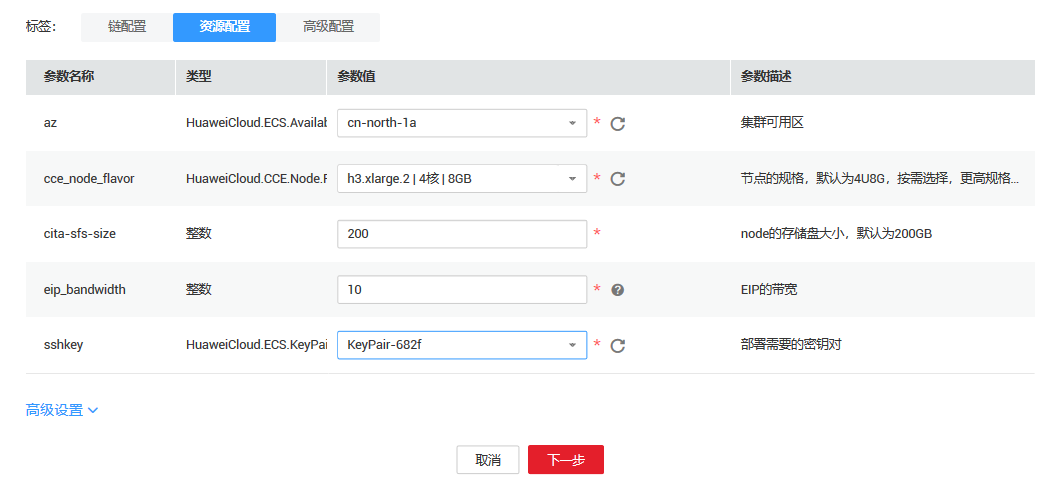 标签： 链配置 资源配置 高级配置
参数名称 类型 参数值 参数描述
az HuaweiCloud.ECS.Availab cn-north-1a * 集群可用区
cce_node_flavor HuaweiCloud.CCE.Node.F h3.xlarge.2 | 4核 | 8GB * 节点的规格，默认为4U8G，按需选择，更高规格...
cita-sfs-size 整数 200 * node的存储盘大小，默认为200GB
eip_bandwidth 整数 10 * ? EIP的带宽
sshkey HuaweiCloud.ECS.KeyPai KeyPair-682f * 部署需要的密钥对
高级设置
取消 下一步